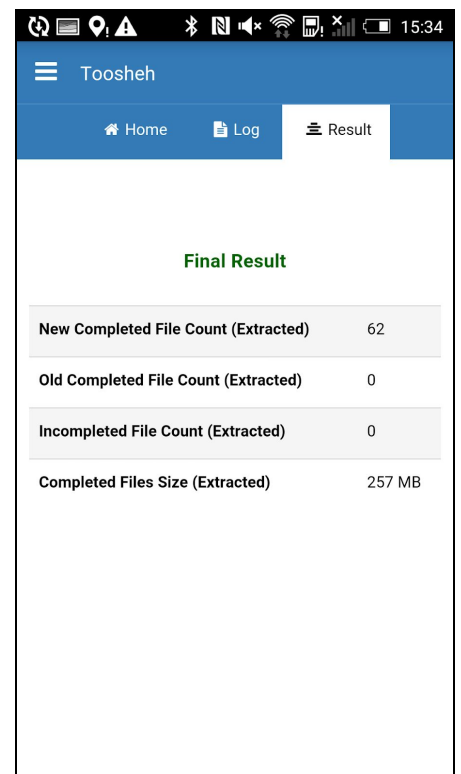 15:34
Toosheh
Home Log Result
Final Result
New Completed File Count (Extracted) 62
Old Completed File Count (Extracted) 0
Incompleted File Count (Extracted) 0
Completed Files Size (Extracted) 257 MB